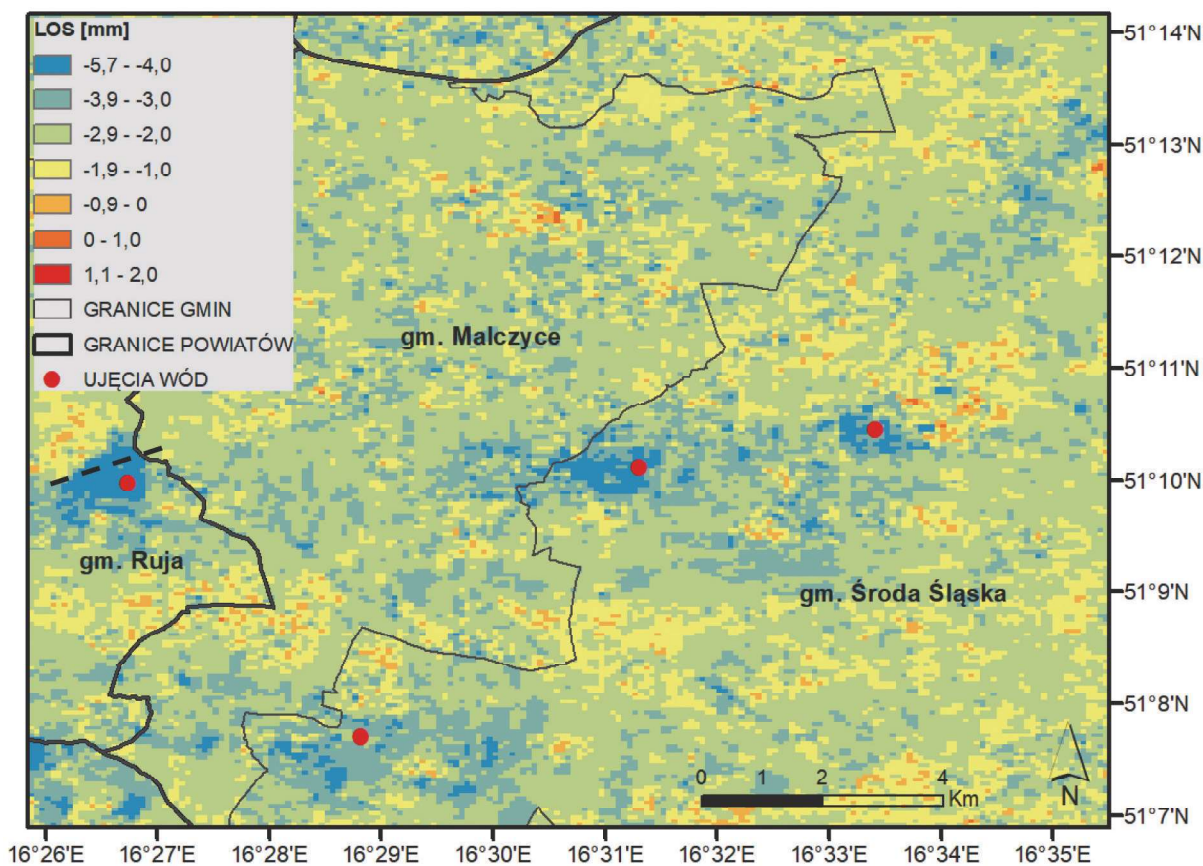 LOS [mm]
-5,7 - -4,0
-3,9 - -3,0
-2,9 - -2,0
-1,9 - -1,0
-0,9 - 0
0 - 1,0
1,1 - 2,0
GRANICE GMIN
GRANICE POWIATÓW
UJĘCIA WÓD
gm. Malczyce
gm. Ruja
gm. Środa Śląska
51°14'N
51°13'N
51°12'N
51°11'N
51°10'N
51°9'N
51°8'N
51°7'N
0 1 2 4
Km
N
16°26'E 16°27'E 16°28'E 16°29'E 16°30'E 16°31'E 16°32'E 16°33'E 16°34'E 16°35'E